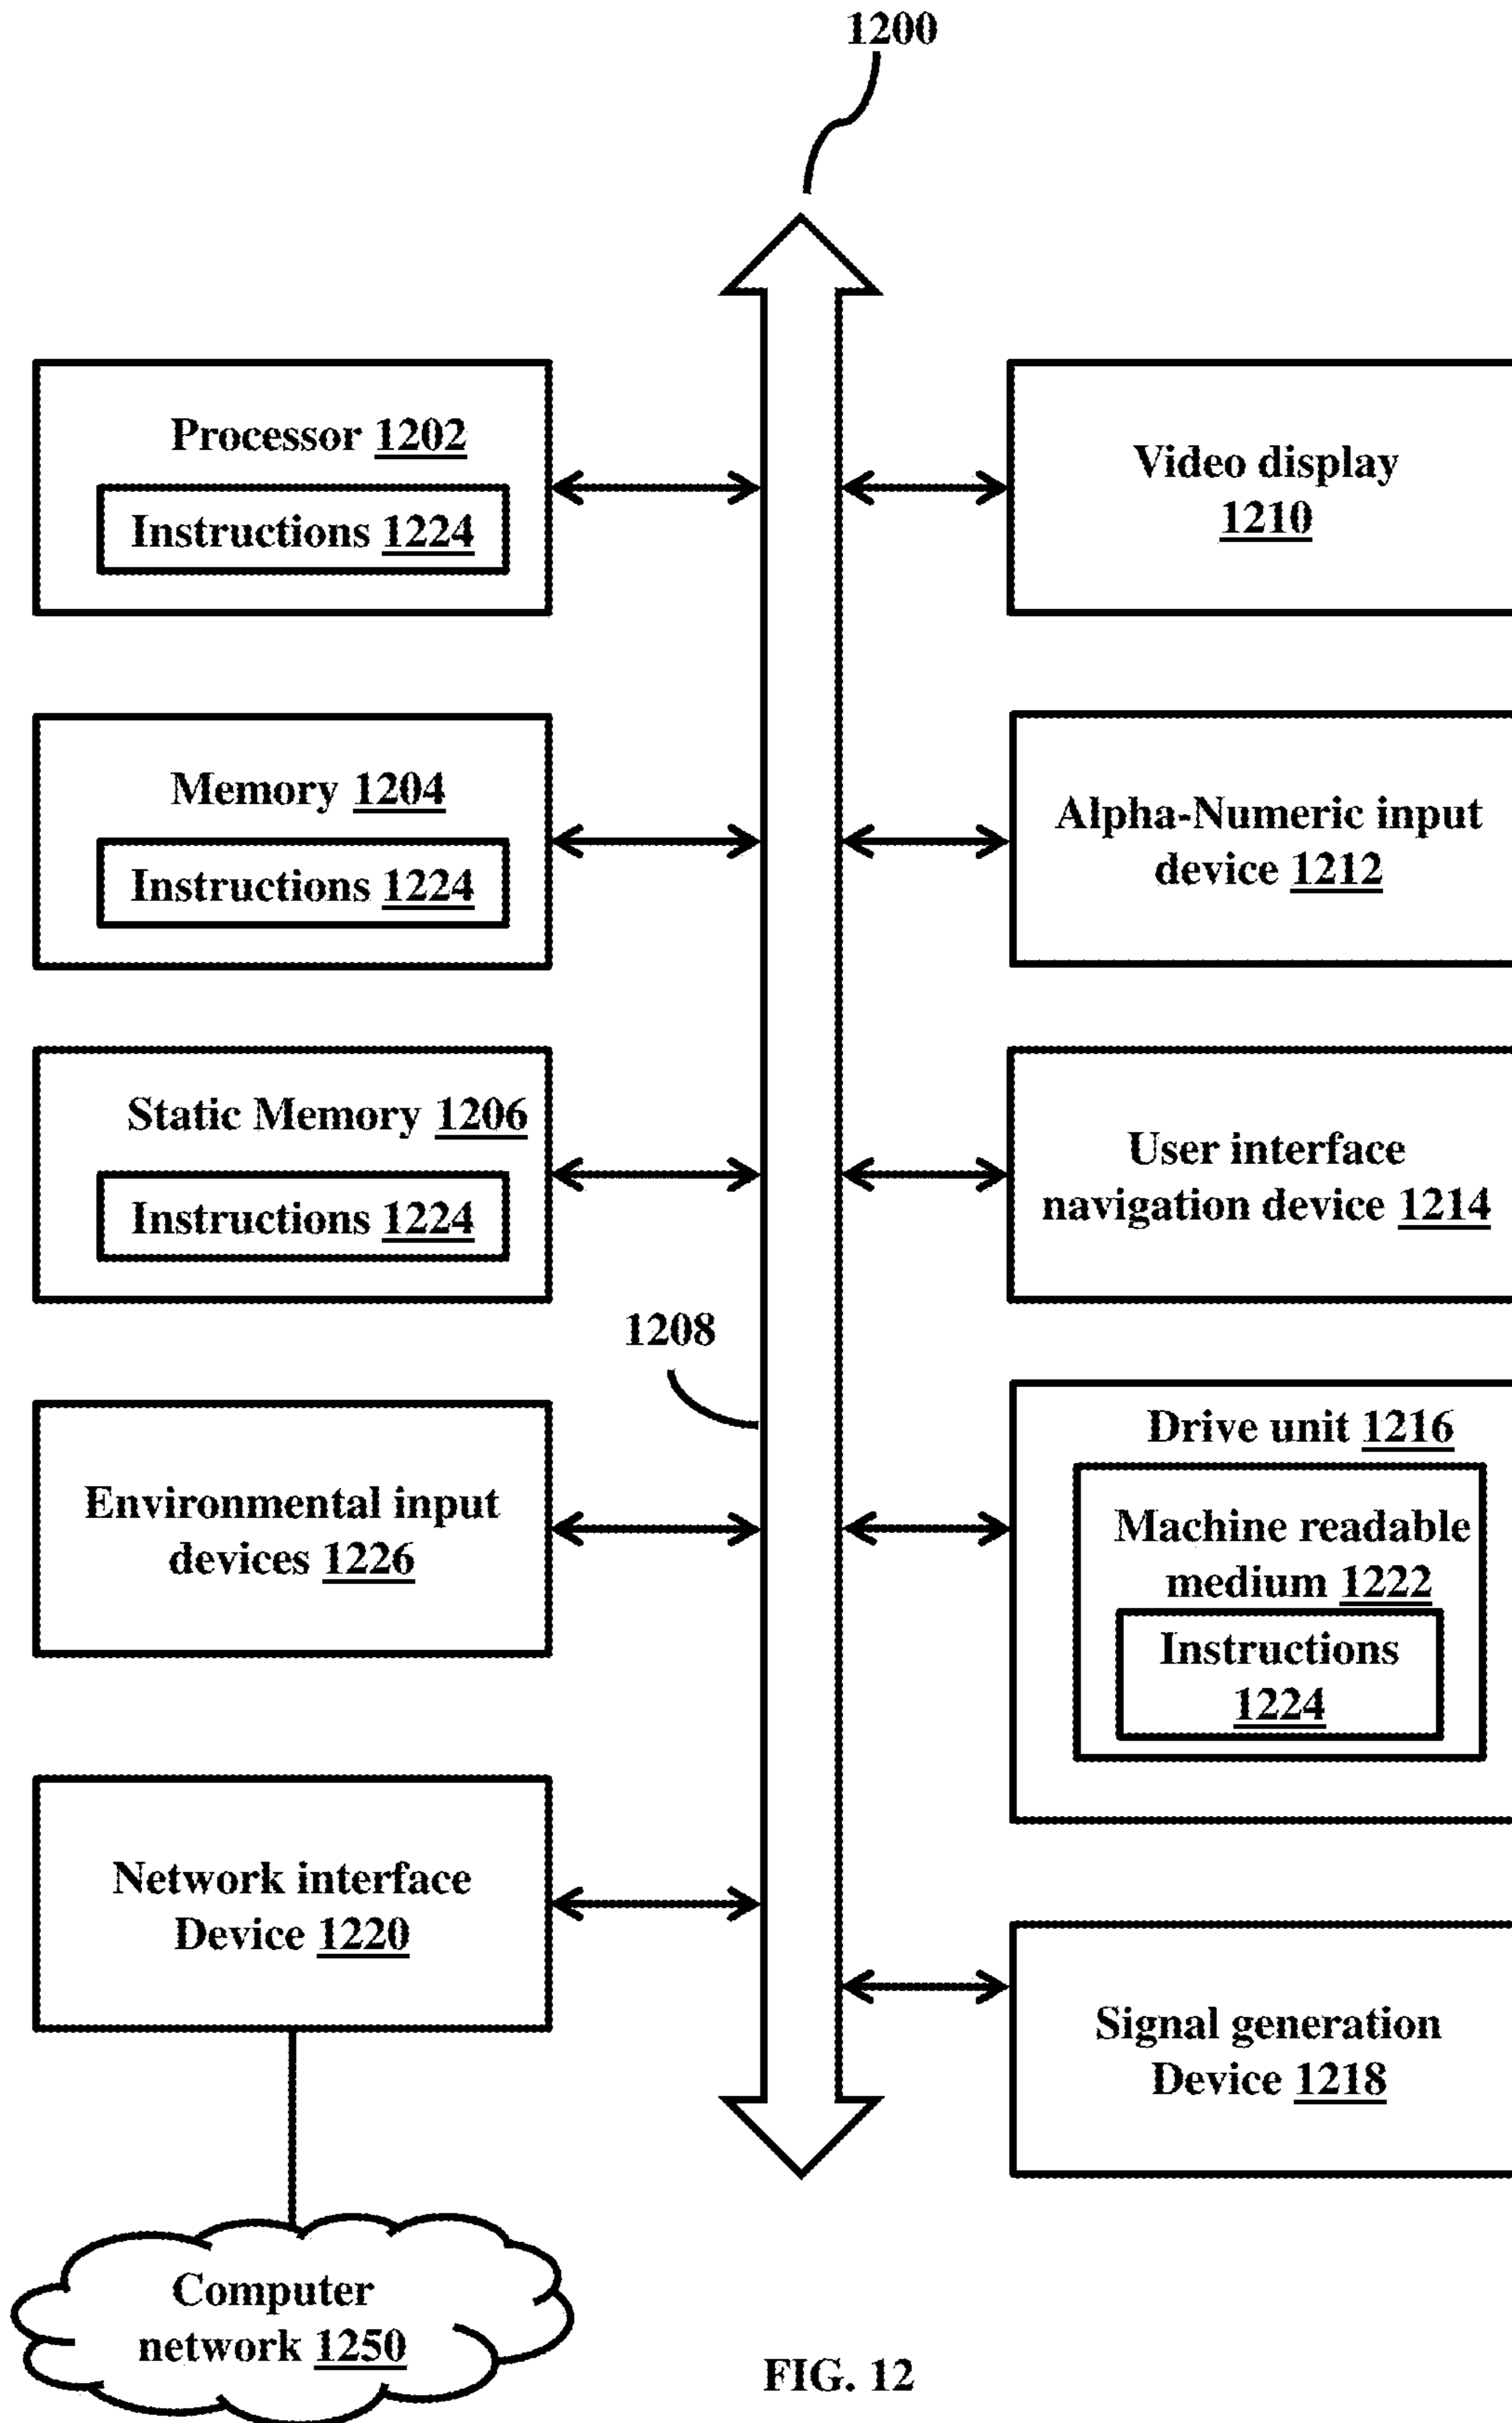 1200
Processor 1202
Instructions 1224
Video display
1210
Memory 1204
Instructions 1224
Alpha-Numeric input
device 1212
Static Memory 1206
Instructions 1224
User interface
navigation device 1214
1208
Environmental input
devices 1226
Drive unit 1216
Machine readable
medium 1222
Instructions
1224
Network interface
Device 1220
Signal generation
Device 1218
Computer
network 1250
FIG. 12